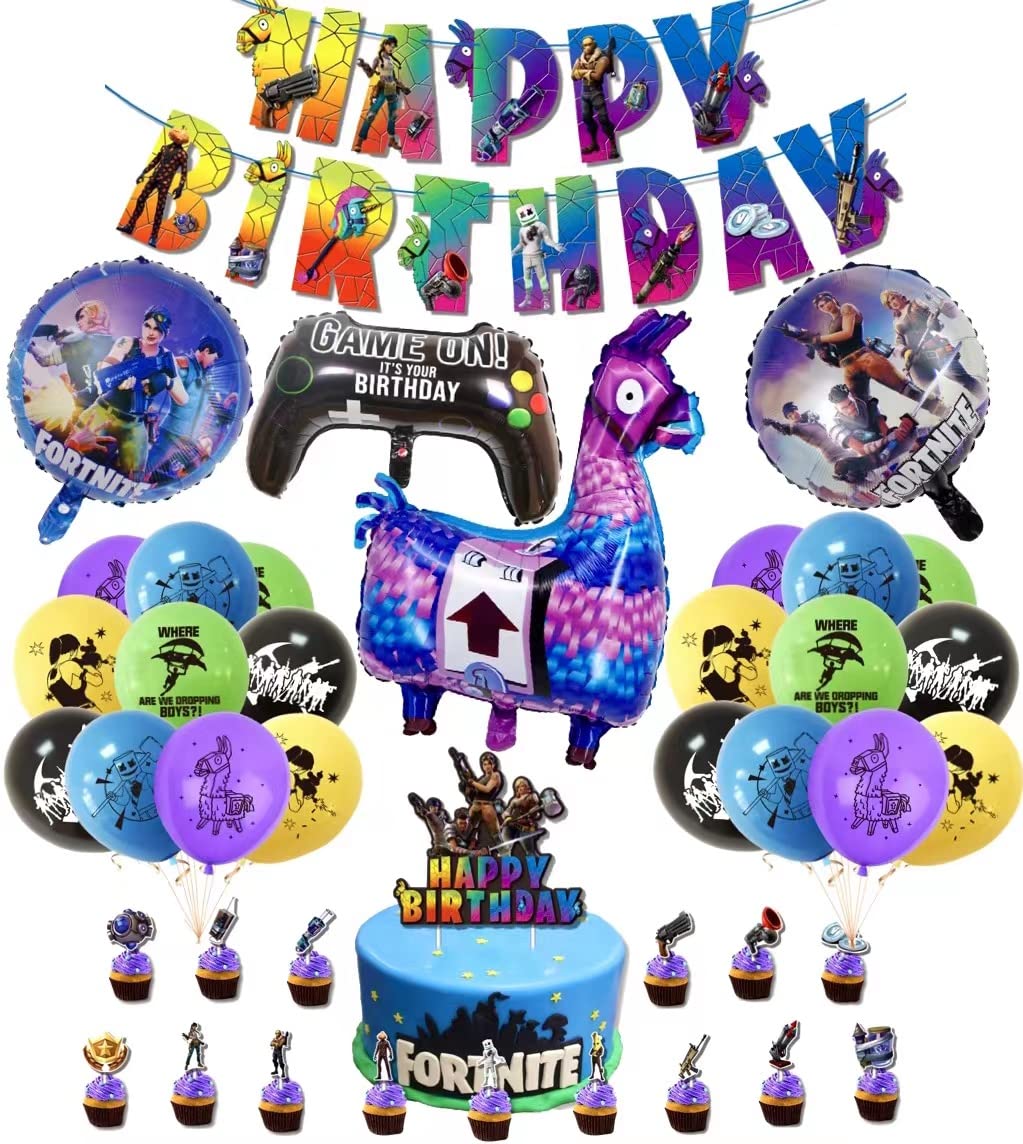 HAPPY
BIRTHDAY
GAME ON!
IT'S YOUR
BIRTHDAY
FORTNITE
FORTNITE
WHERE
ARE WE DROPPING
BOYS?!
WHERE
ARE WE DROPPING
BOYS?!
HAPPY
BIRTHDAY
FORTNITE